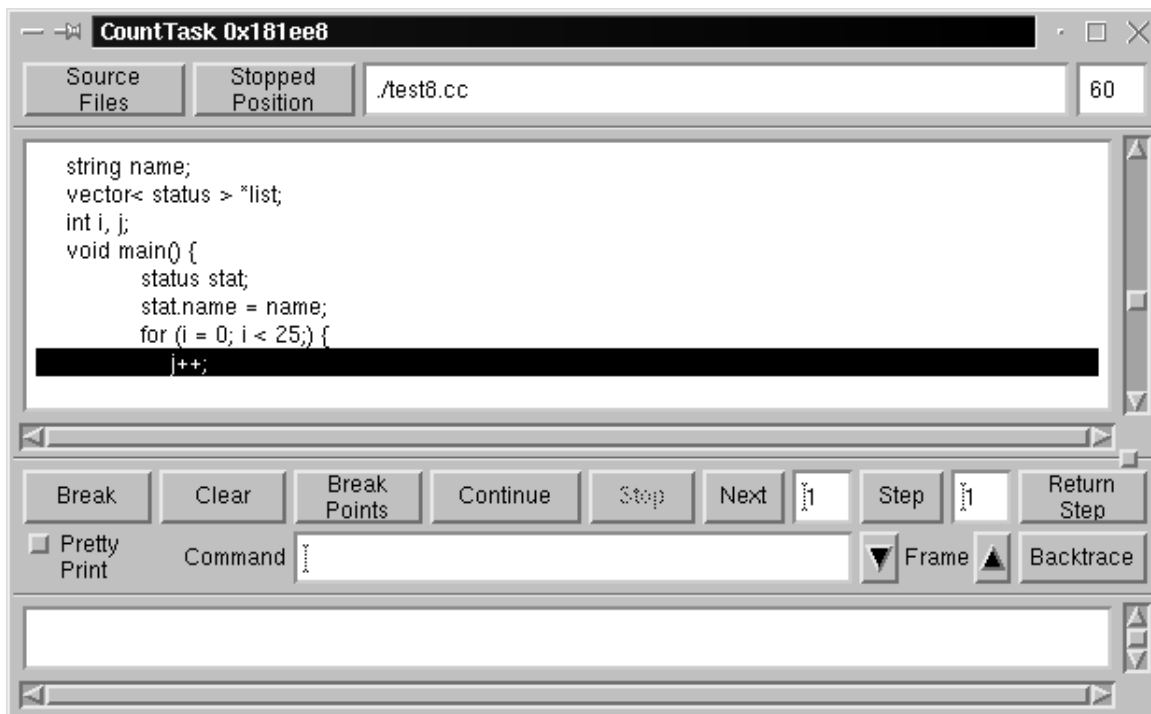 CountTask 0x181ee8
Source Files
Stopped Position
./test8.cc
60
string name;
vector< status > *list;
int i, j;
void main() {
status stat;
stat.name = name;
for (i = 0; i < 25;) {
j++;
Break
Clear
Break Points
Continue
Stop
Next
1
Step
1
Return Step
Pretty Print
Command
Frame
Backtrace